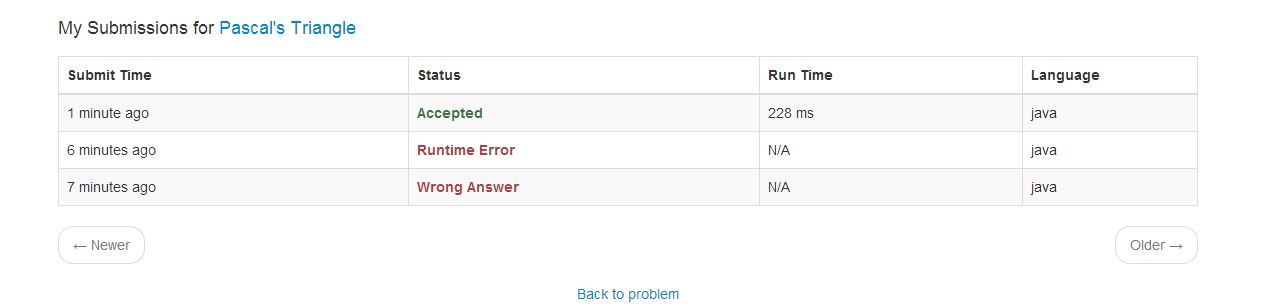 My Submissions for Pascal's Triangle
Submit Time Status Run Time Language
1 minute ago Accepted 228 ms java
6 minutes ago Runtime Error N/A java
7 minutes ago Wrong Answer N/A java
← Newer Older →
Back to problem